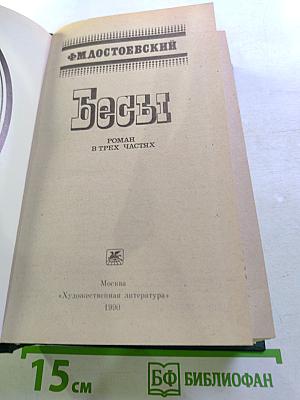 Ф·М·ДОСТОЕВСКИЙ
Бесы
РОМАН
В ТРЕХ ЧАСТЯХ
Москва
«Художественная литература»
1990
15 см
БФ БИБЛИОФАН